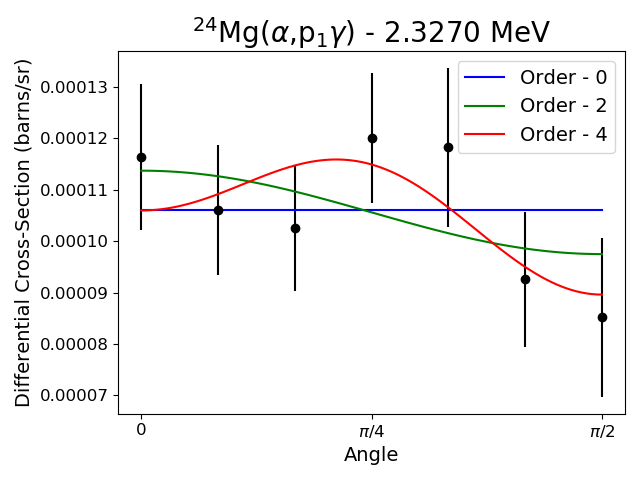 ²⁴Mg(α,p₁γ) - 2.3270 MeV
Differential Cross-Section (barns/sr)
0.00013
0.00012
0.00011
0.00010
0.00009
0.00008
0.00007
Order - 0
Order - 2
Order - 4
0
π/4
π/2
Angle